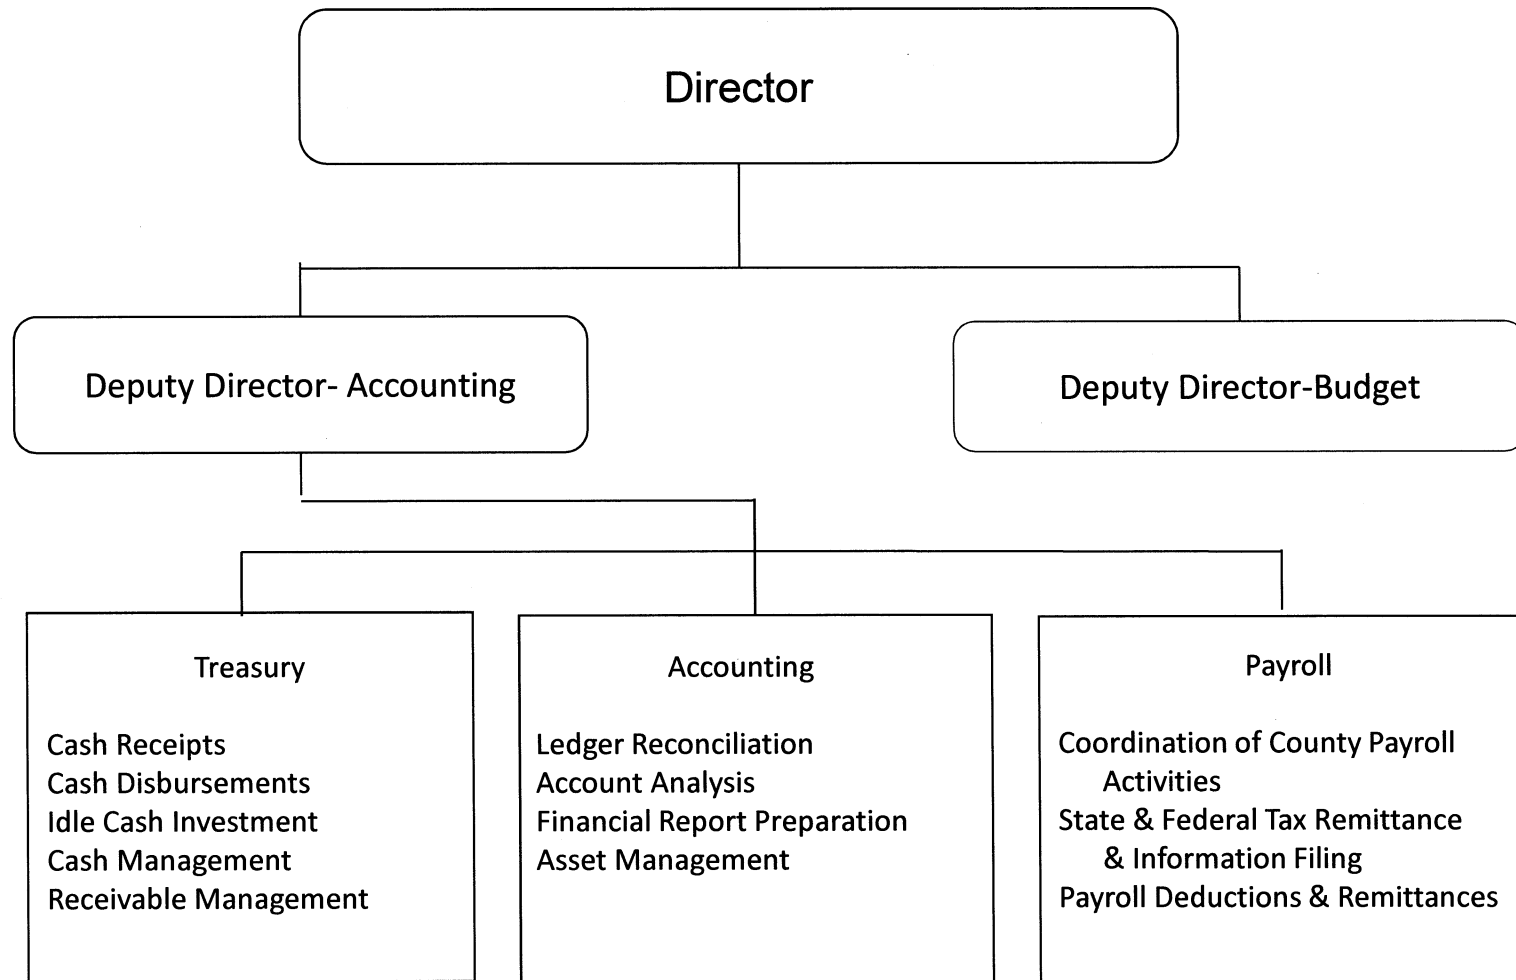 Director
Deputy Director- Accounting
Deputy Director-Budget
Treasury
Cash Receipts
Cash Disbursements
Idle Cash Investment
Cash Management
Receivable Management
Accounting
Ledger Reconciliation
Account Analysis
Financial Report Preparation
Asset Management
Payroll
Coordination of County Payroll
Activities
State & Federal Tax Remittance
& Information Filing
Payroll Deductions & Remittances